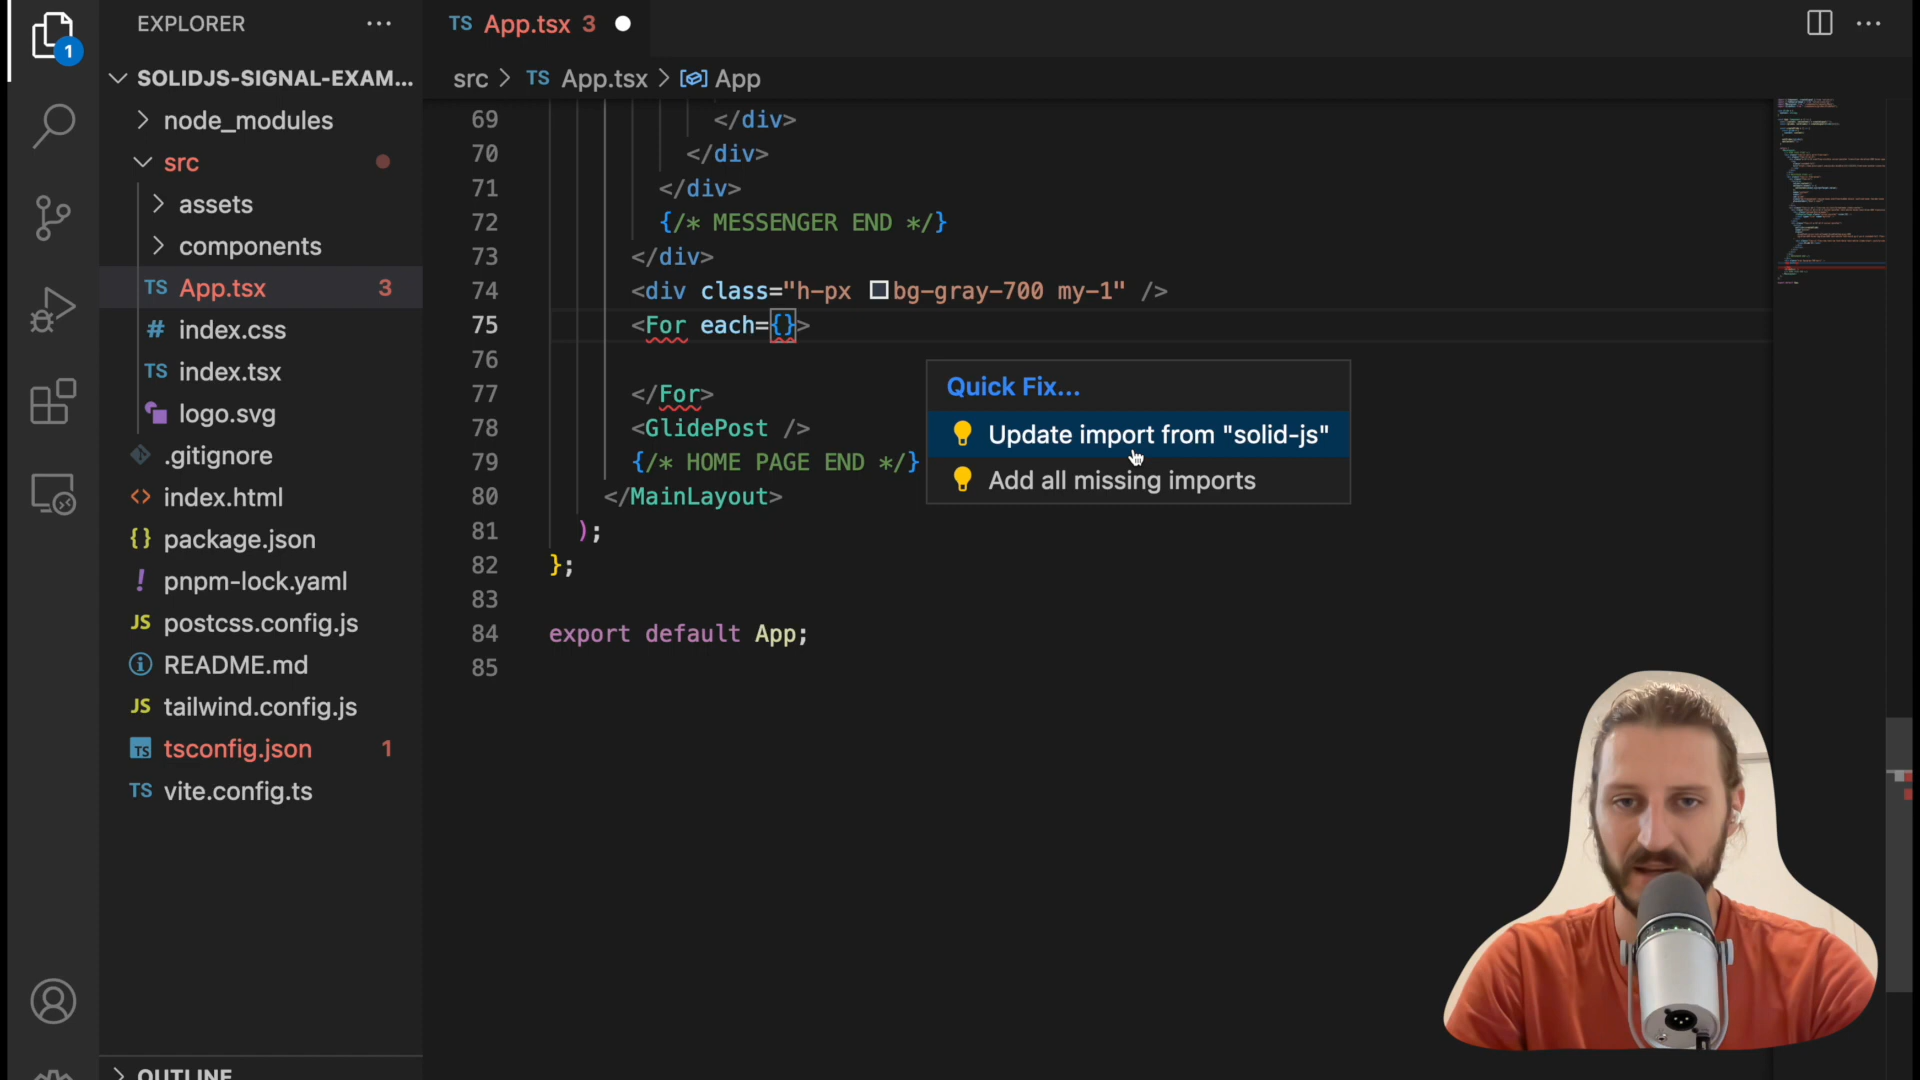 EXPLORER
1
SOLIDJS-SIGNAL-EXAM...
node_modules
src
assets
components
TS App.tsx 3
# index.css
TS index.tsx
logo.svg
.gitignore
<> index.html
{} package.json
! pnpm-lock.yaml
JS postcss.config.js
README.md
JS tailwind.config.js
TS tsconfig.json 1
TS vite.config.ts
OUTLINE
TS App.tsx 3
src > TS App.tsx > App
69 </div>
70 </div>
71 </div>
72 {/* MESSENGER END */}
73 </div>
74 <div class="h-px bg-gray-700 my-1" />
75 <For each={}>
76
77 </For>
78 <GlidePost />
79 {/* HOME PAGE END */}
80 </MainLayout>
81 );
82 };
83
84 export default App;
85
Quick Fix...
Update import from "solid-js"
Add all missing imports